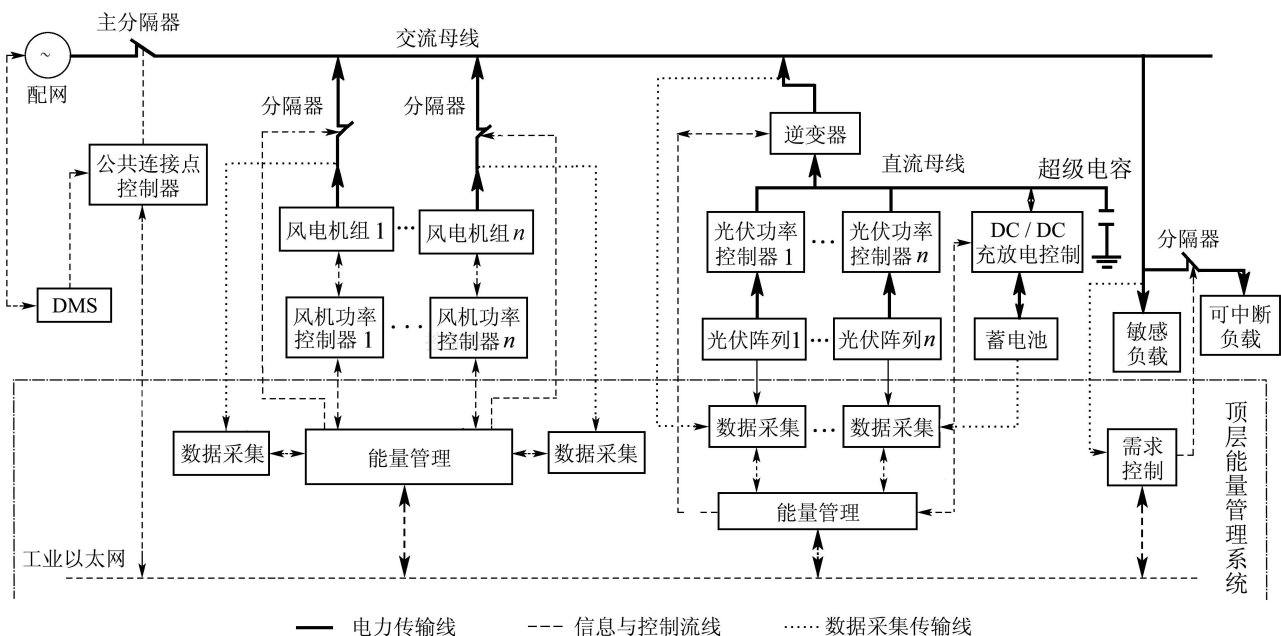 主分隔器
交流母线
~
配网
分隔器
分隔器
公共连接点
控制器
逆变器
直流母线
超级电容
风电机组 1
···
风电机组 n
光伏功率
控制器 1
···
光伏功率
控制器 n
DC / DC
充放电控制
分隔器
DMS
风机功率
控制器 1
···
风机功率
控制器 n
光伏阵列1
···
光伏阵列n
蓄电池
敏感
负载
可中断
负载
数据采集
能量管理
数据采集
数据采集
···
数据采集
需求
控制
能量管理
顶层能量管理系统
工业以太网
电力传输线
信息与控制流线
数据采集传输线